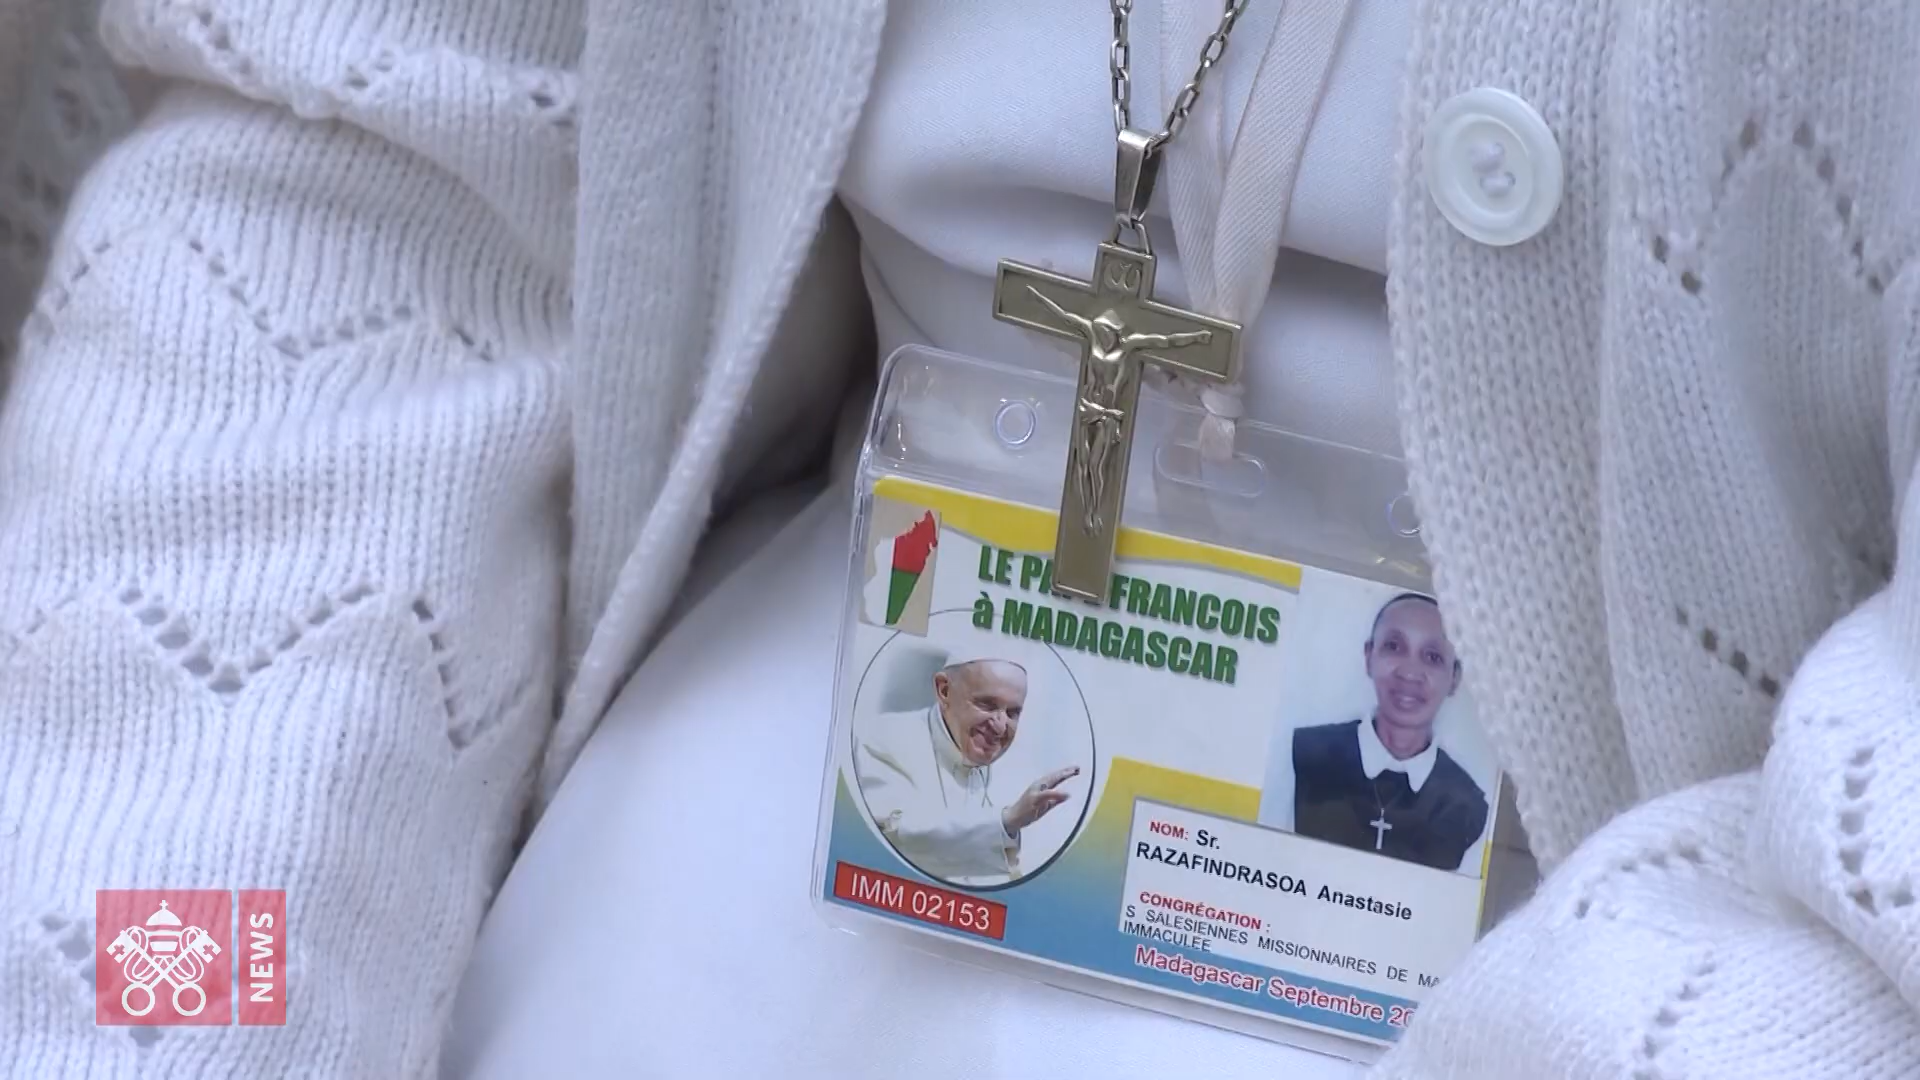 LE PA FRANCOIS
à MADAGASCAR
NOM: Sr.
RAZAFINDRASOA Anastasie
CONGRÉGATION :
S SALESIENNES MISSIONNAIRES DE MA
IMMACULEE
IMM 02153
Madagascar Septembre 20
NEWS